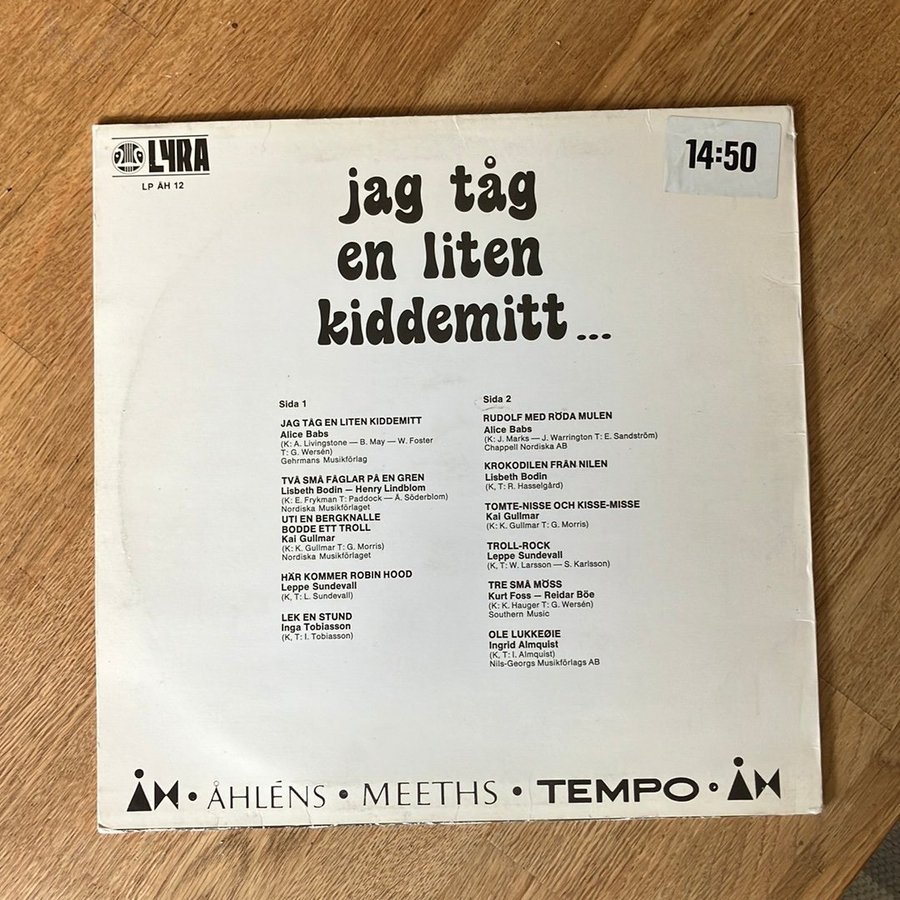 LYRA
LP ÅH 12
14:50
jag tåg
en liten
kiddemitt...
Sida 1
JAG TÅG EN LITEN KIDDEMITT
Alice Babs
(K: A. Livingstone — B. May — W. Foster
T: G. Wersén)
Gehrmans Musikförlag
TVÅ SMÅ FÅGLAR PÅ EN GREN
Lisbeth Bodin — Henry Lindblom
(K: E. Frykman T: Paddock — Å. Söderblom)
Nordiska Musikförlaget
UTI EN BERGKNALLE
BODDE ETT TROLL
Kai Gullmar
(K: K. Gullmar T: G. Morris)
Nordiska Musikförlaget
HÄR KOMMER ROBIN HOOD
Leppe Sundevall
(K, T: L. Sundevall)
LEK EN STUND
Inga Tobiasson
(K, T: I. Tobiasson)
Sida 2
RUDOLF MED RÖDA MULEN
Alice Babs
(K: J. Marks — J. Warrington T: E. Sandström)
Chappell Nordiska AB
KROKODILEN FRÅN NILEN
Lisbeth Bodin
(K, T: R. Hasselgård)
TOMTE-NISSE OCH KISSE-MISSE
Kai Gullmar
(K: K. Gullmar T: G. Morris)
TROLL-ROCK
Leppe Sundevall
(K, T: W. Larsson — S. Karlsson)
TRE SMÅ MÖSS
Kurt Foss — Reidar Böe
(K: K. Hauger T: G. Wersén)
Southern Music
OLE LUKKEØIE
Ingrid Almquist
(K, T: I. Almquist)
Nils-Georgs Musikförlags AB
ÅH • ÅHLÉNS • MEETHS • TEMPO • ÅH